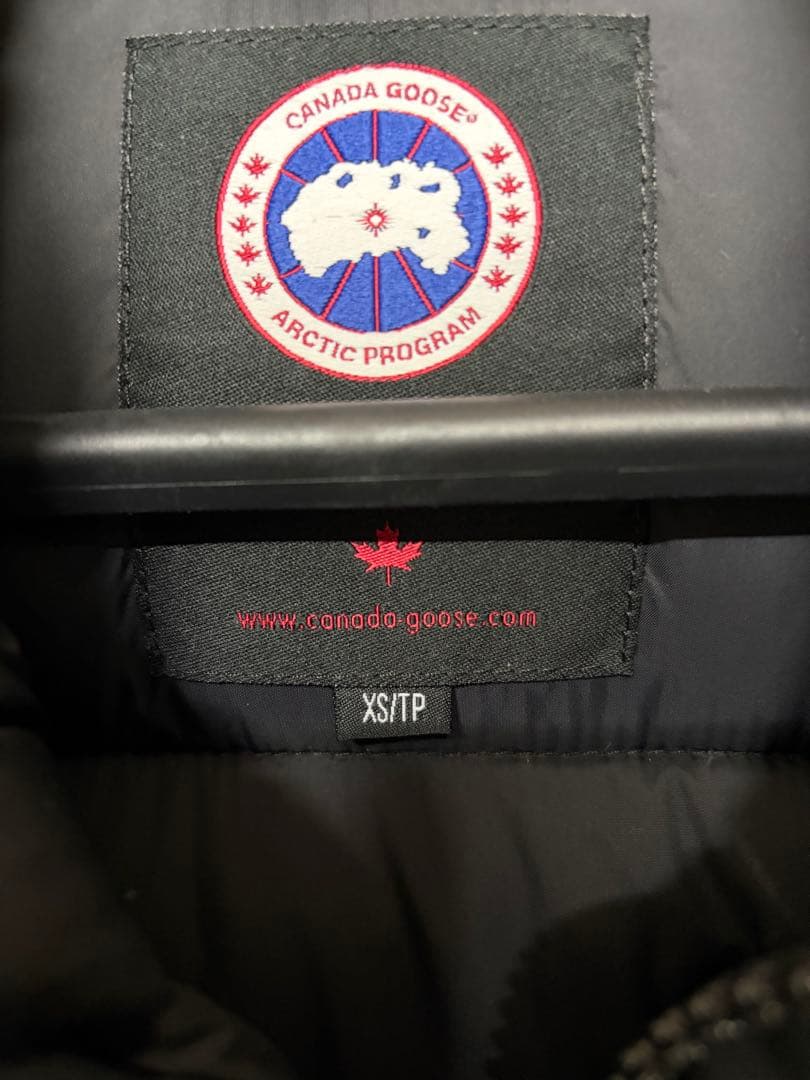 CANADA GOOSE®
ARCTIC PROGRAM
www.canada-goose.com
XS/TP